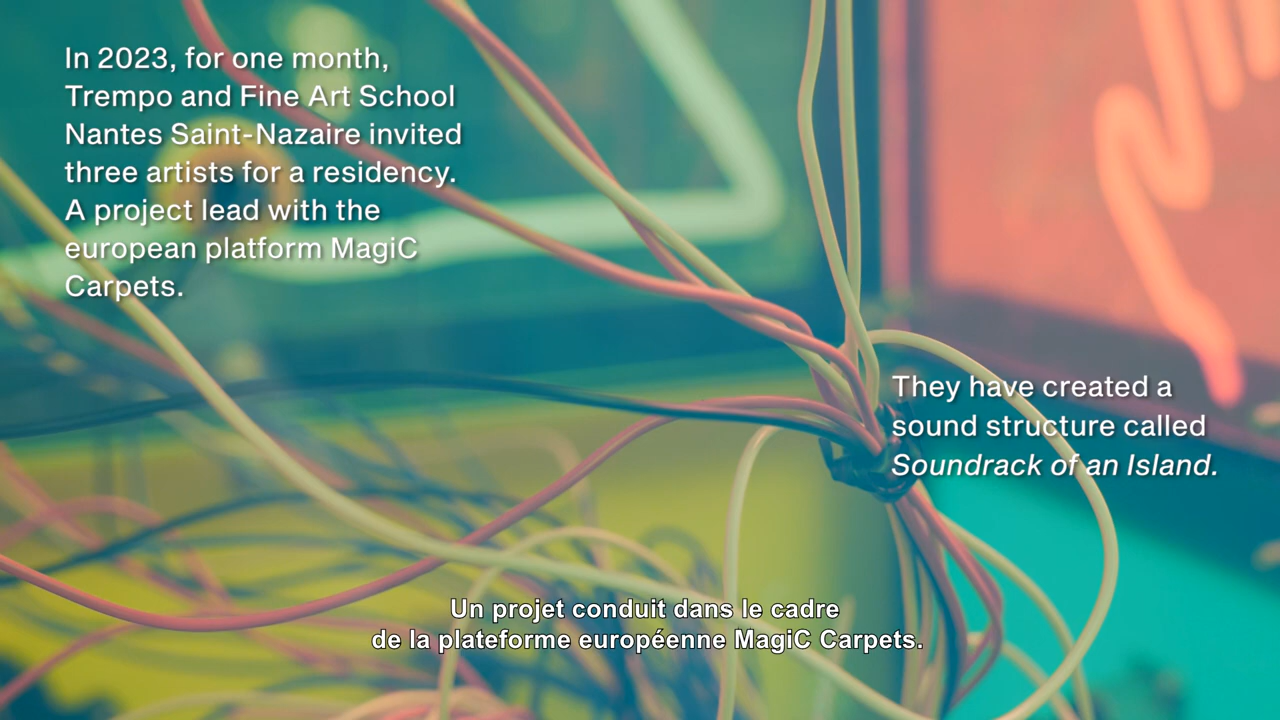 In 2023, for one month,
Trempo and Fine Art School
Nantes Saint-Nazaire invited
three artists for a residency.
A project lead with the
european platform MagiC
Carpets.
They have created a
sound structure called
Soundrack of an Island.
Un projet conduit dans le cadre
de la plateforme européenne MagiC Carpets.